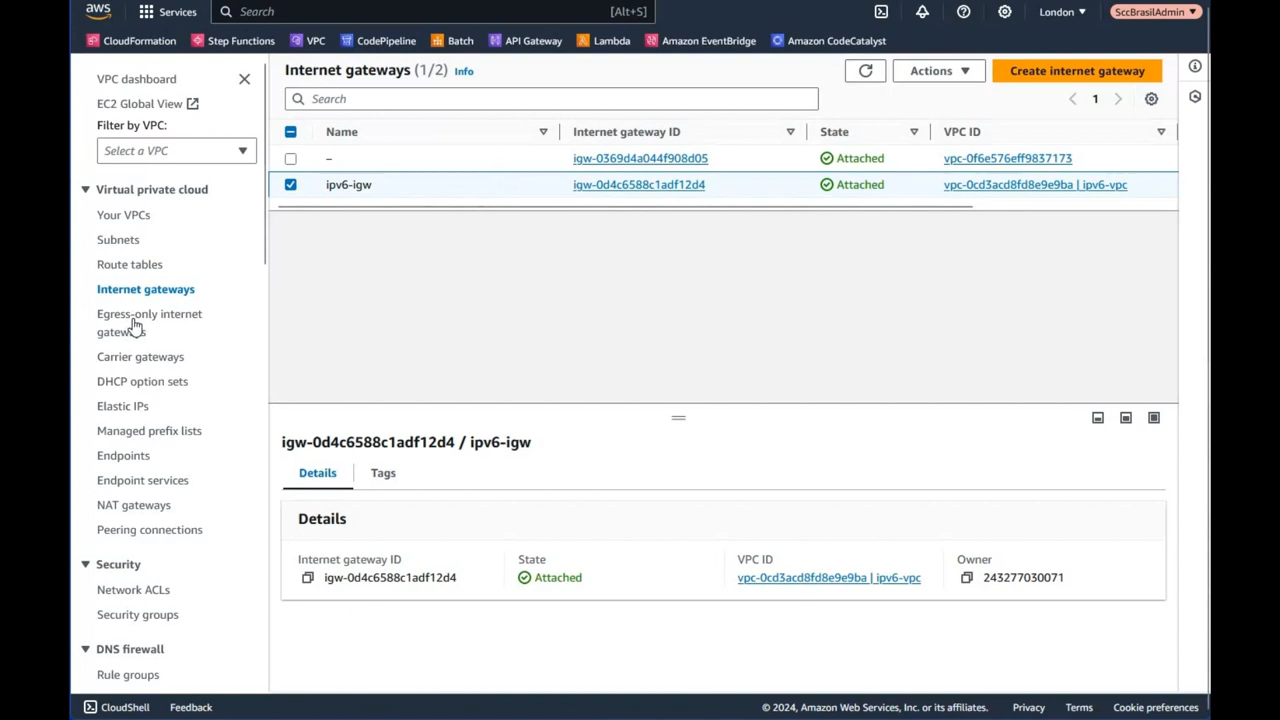 aws
Services
Search
[Alt+S]
London
SccBrasilAdmin
CloudFormation
Step Functions
VPC
CodePipeline
Batch
API Gateway
Lambda
Amazon EventBridge
Amazon CodeCatalyst
VPC dashboard
EC2 Global View
Filter by VPC:
Select a VPC
Virtual private cloud
Your VPCs
Subnets
Route tables
Internet gateways
Egress-only internet
gateways
Carrier gateways
DHCP option sets
Elastic IPs
Managed prefix lists
Endpoints
Endpoint services
NAT gateways
Peering connections
Security
Network ACLs
Security groups
DNS firewall
Rule groups
Internet gateways (1/2) Info
Actions
Create internet gateway
Search
1
Name Internet gateway ID State VPC ID
– igw-0369d4a044f908d05 Attached vpc-0f6e576eff9837173
ipv6-igw igw-0d4c6588c1adf12d4 Attached vpc-0cd3acd8fd8e9e9ba | ipv6-vpc
igw-0d4c6588c1adf12d4 / ipv6-igw
Details Tags
Details
Internet gateway ID State VPC ID Owner
igw-0d4c6588c1adf12d4 Attached vpc-0cd3acd8fd8e9e9ba | ipv6-vpc 243277030071
CloudShell Feedback © 2024, Amazon Web Services, Inc. or its affiliates. Privacy Terms Cookie preferences